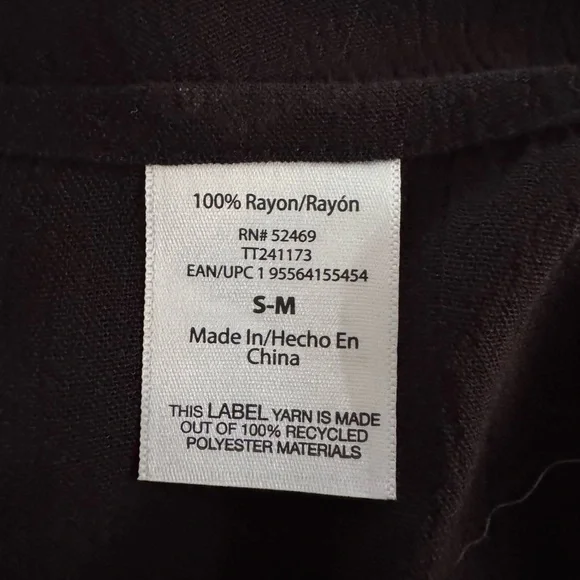 100% Rayon/Rayón
RN# 52469
TT241173
EAN/UPC 1 95564155454
S-M
Made In/Hecho En
China
THIS LABEL YARN IS MADE
OUT OF 100% RECYCLED
POLYESTER MATERIALS